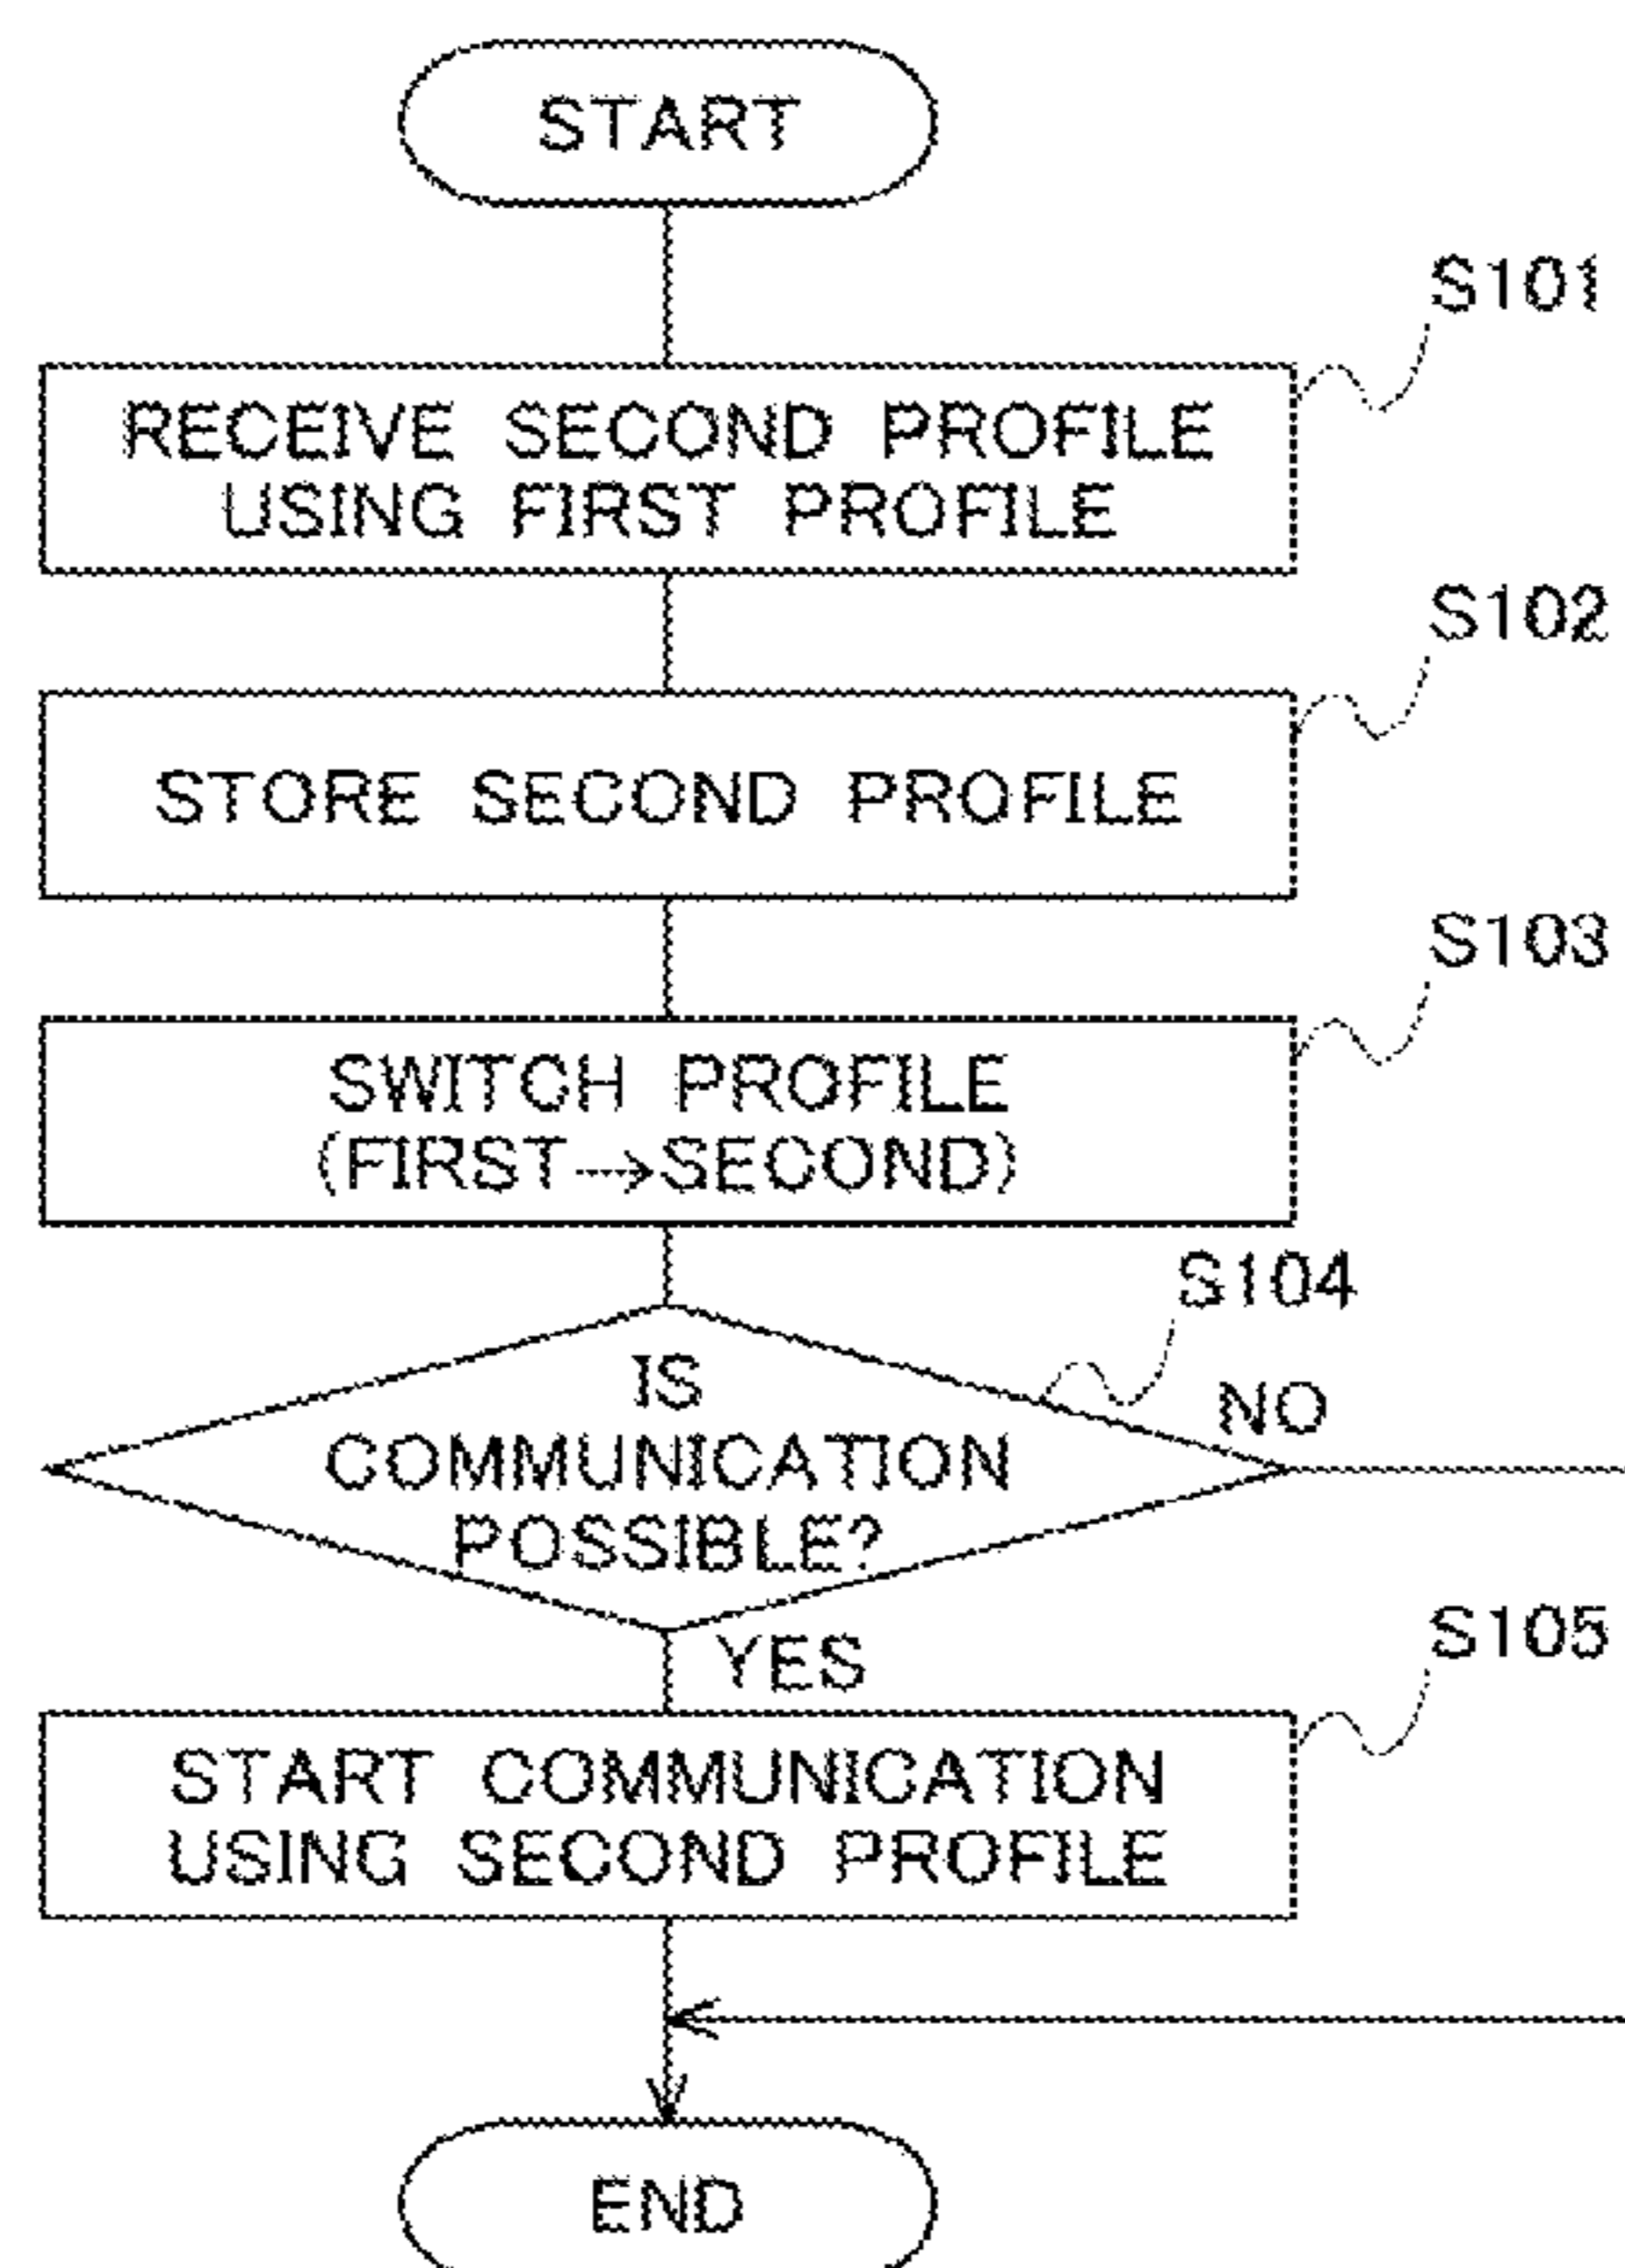 START
S101
RECEIVE SECOND PROFILE
USING FIRST PROFILE
S102
STORE SECOND PROFILE
S103
SWITCH PROFILE
(FIRST→SECOND)
S104
IS
COMMUNICATION
POSSIBLE?
NO
YES
S105
START COMMUNICATION
USING SECOND PROFILE
END